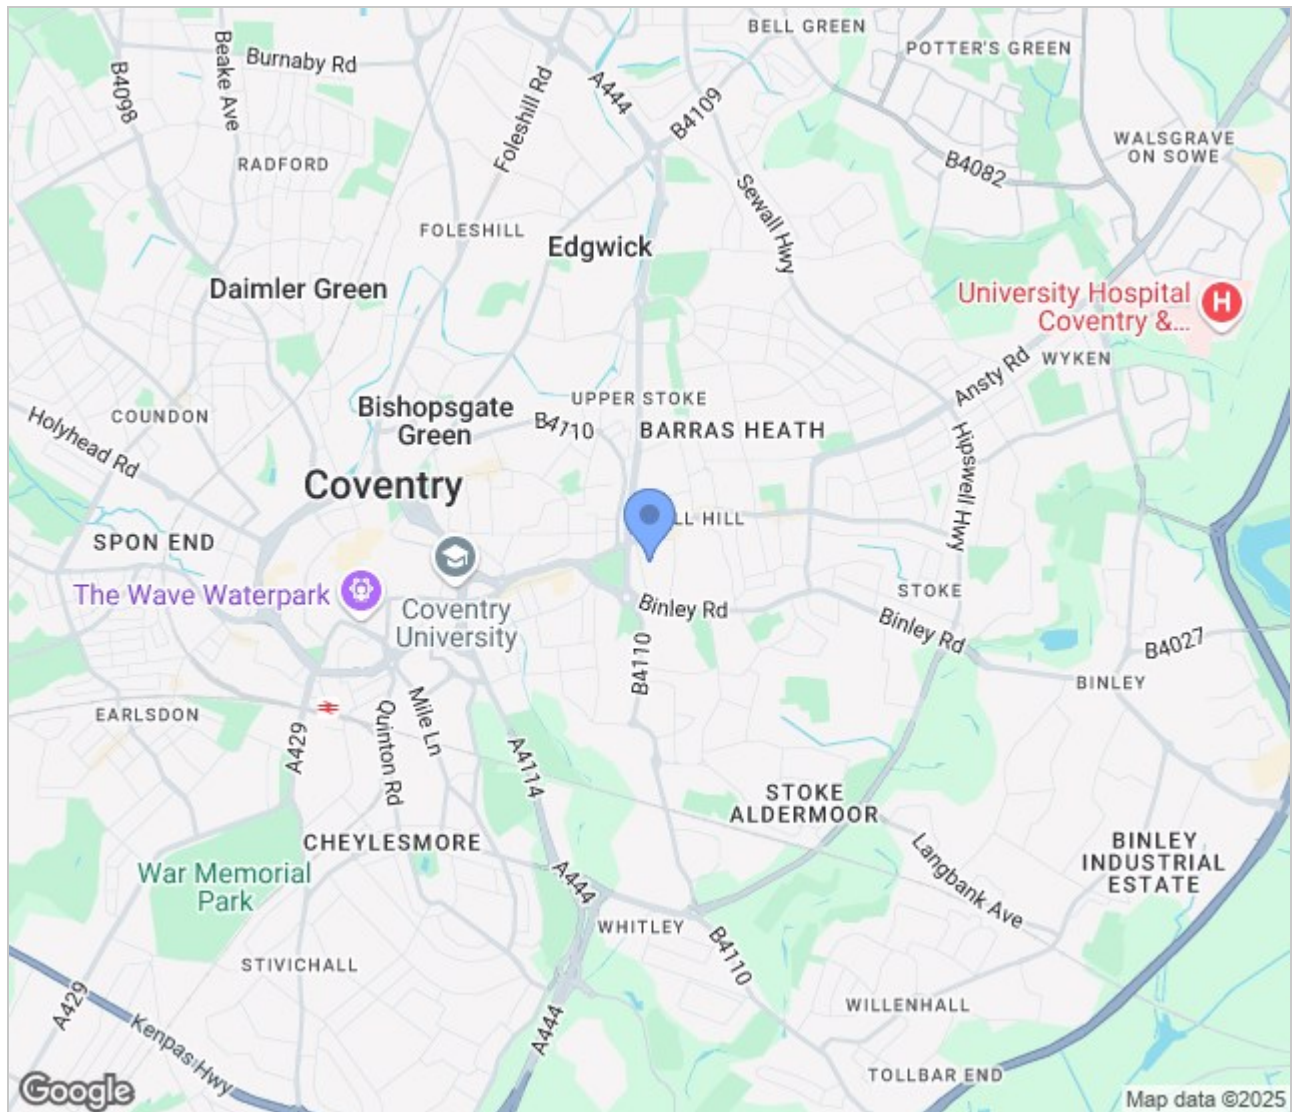 BELL GREEN
POTTER'S GREEN
Burnaby Rd
Beake Ave
B4098
Foleshill Rd
A444
B4109
WALSGRAVE
ON SOWE
RADFORD
B4082
Sewall Hwy
FOLESHILL
Edgwick
Daimler Green
University Hospital
Coventry &...
H
WYKEN
Ansty Rd
UPPER STOKE
Bishopsgate
Green
B4110
BARRAS HEATH
COUNDON
Holyhead Rd
Hipswell Hwy
Coventry
LL HILL
SPON END
The Wave Waterpark
Coventry
University
Binley Rd
STOKE
Binley Rd
B4027
B4110
BINLEY
EARLSDON
A429
Quinton Rd
Mile Ln
A4114
STOKE
ALDERMOOR
CHEYLESMORE
Langbank Ave
BINLEY
INDUSTRIAL
ESTATE
War Memorial
Park
A444
WHITLEY
B4110
STIVICHALL
WILLENHALL
A429
Kenpas Hwy
A444
TOLLBAR END
Google
Map data ©2025